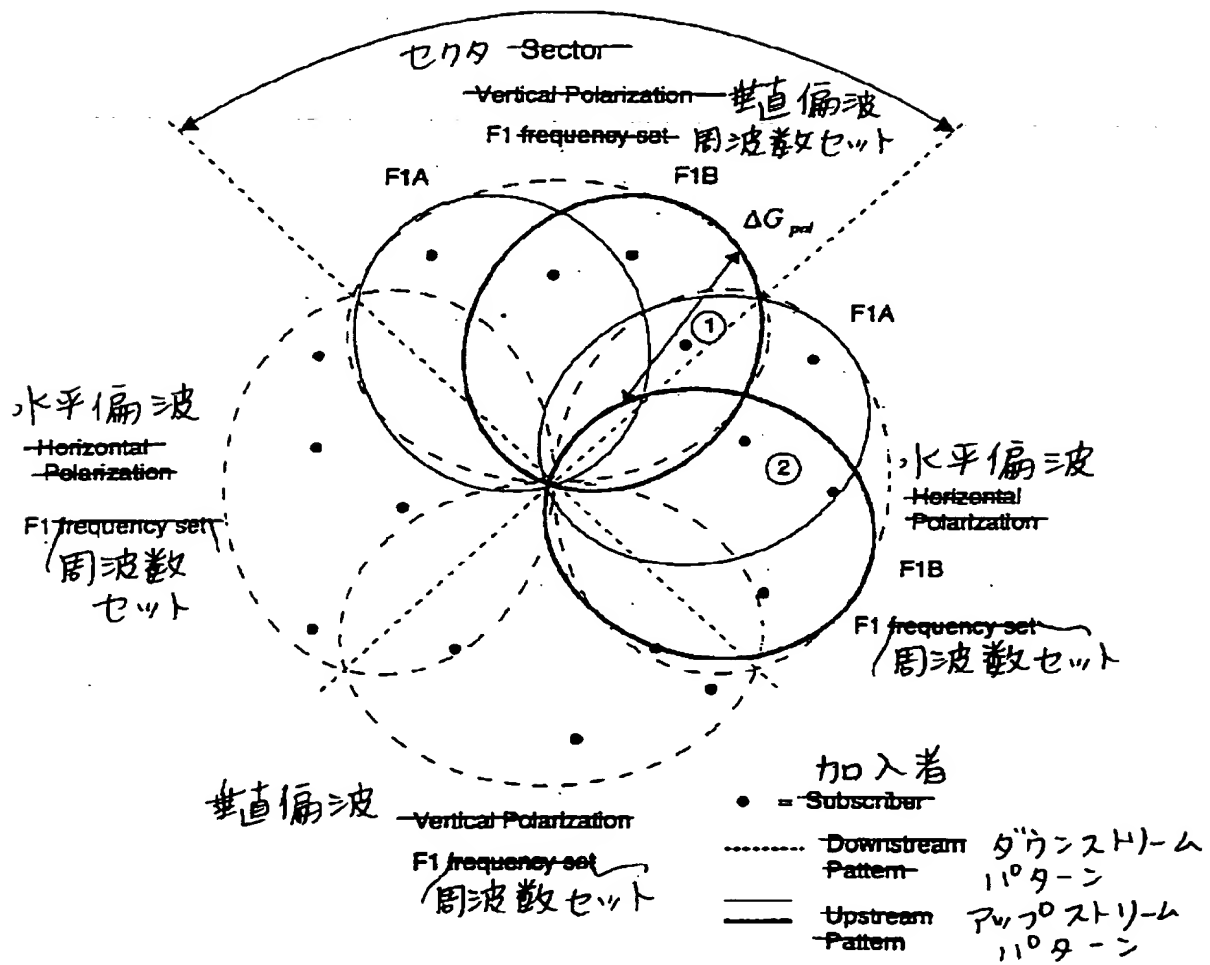 セクタ Sector
Vertical Polarization 垂直偏波
F1 frequency set 周波数セット
F1A
F1B
ΔG pol
①
F1A
水平偏波
Horizontal
Polarization
F1 frequency set
周波数
セット
②
水平偏波
Horizontal
Polarization
F1B
F1 frequency set
周波数セット
垂直偏波 Vertical Polarization
F1 frequency set
周波数セット
加入者
• = Subscriber
Downstream ダウンストリーム
Pattern パターン
Upstream アップストリーム
Pattern パターン